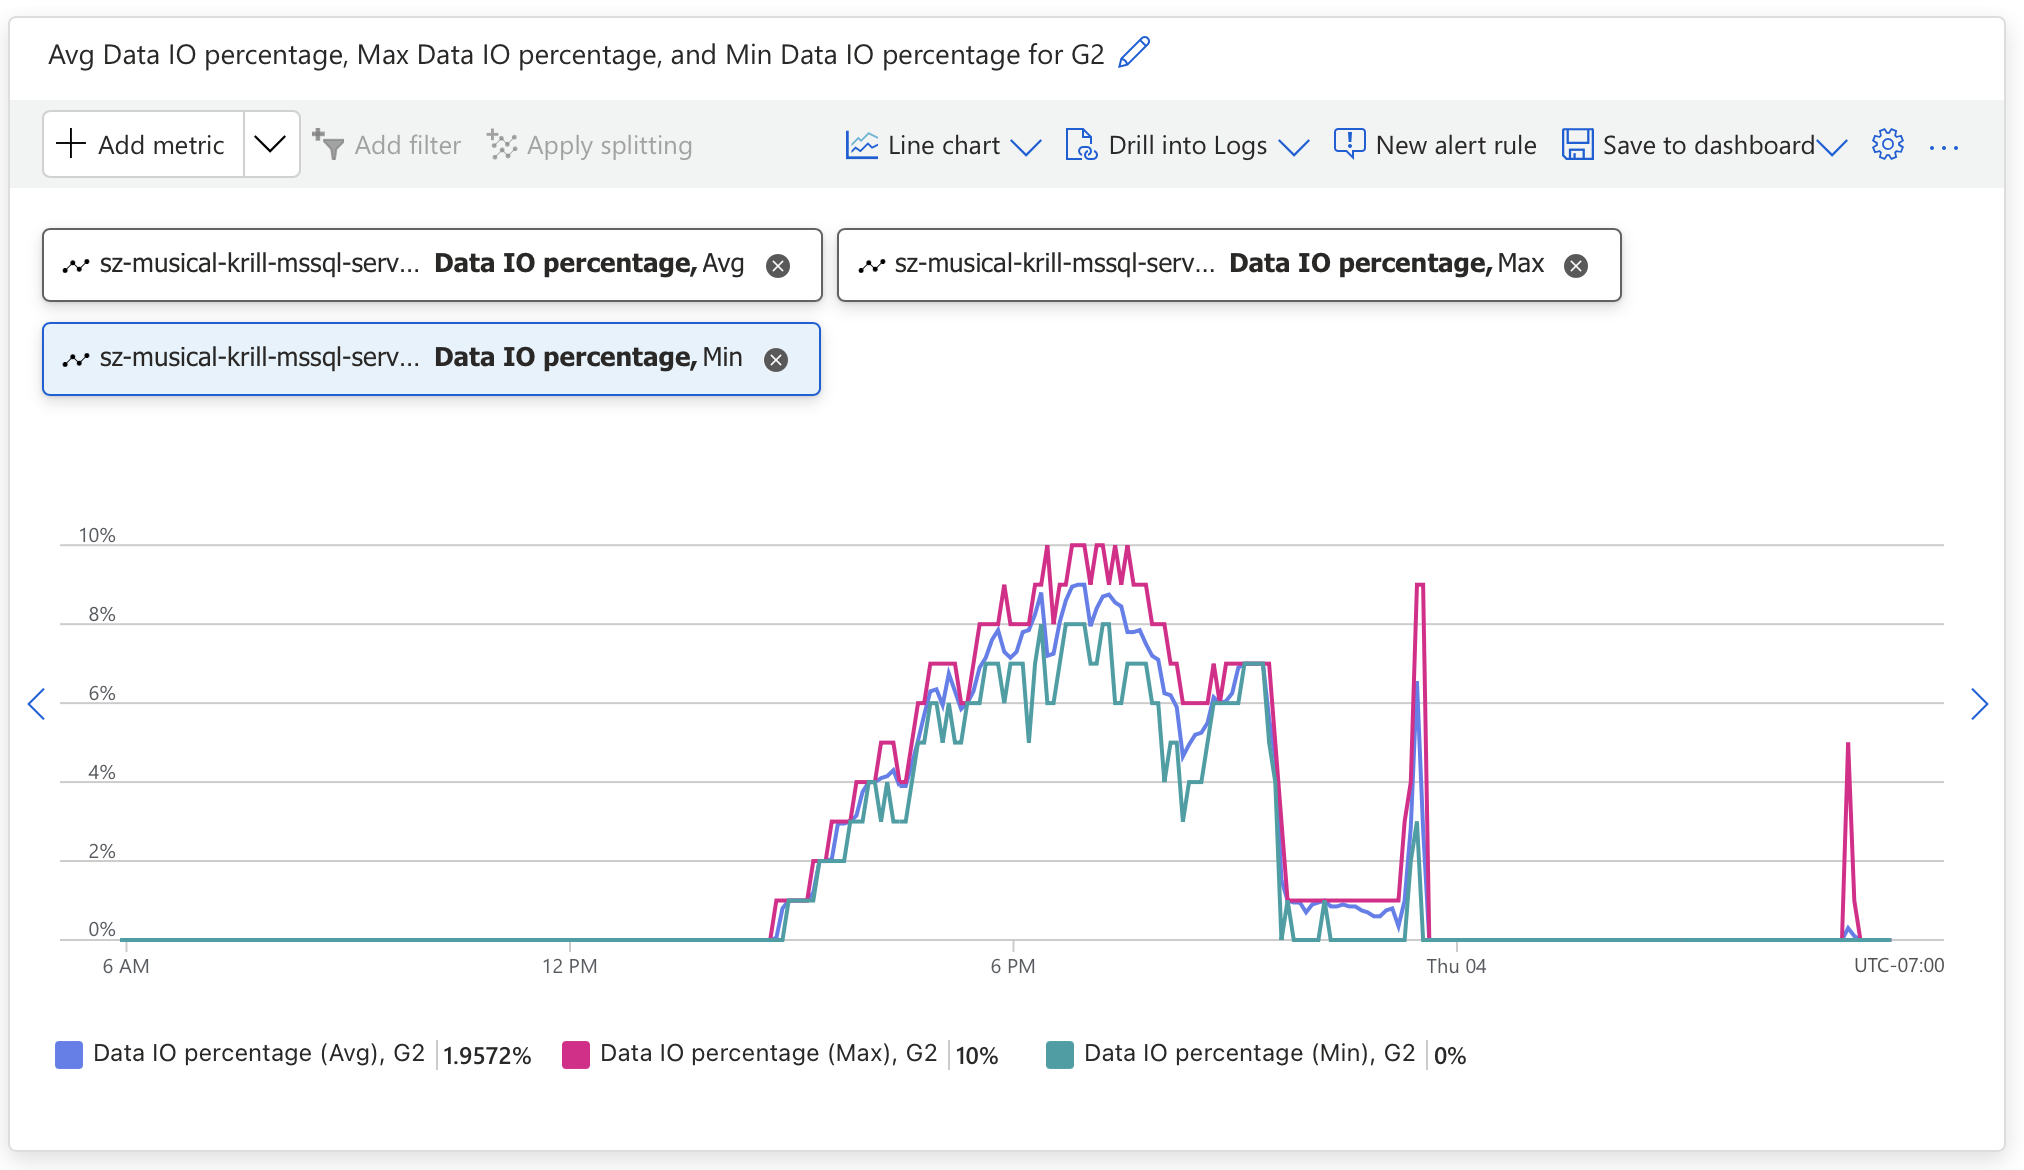 Avg Data IO percentage, Max Data IO percentage, and Min Data IO percentage for G2
Add metric
Add filter
Apply splitting
Line chart
Drill into Logs
New alert rule
Save to dashboard
sz-musical-krill-mssql-serv... Data IO percentage, Avg
sz-musical-krill-mssql-serv... Data IO percentage, Max
sz-musical-krill-mssql-serv... Data IO percentage, Min
10%
8%
6%
4%
2%
0%
6 AM
12 PM
6 PM
Thu 04
UTC-07:00
Data IO percentage (Avg), G2 1.9572%
Data IO percentage (Max), G2 10%
Data IO percentage (Min), G2 0%